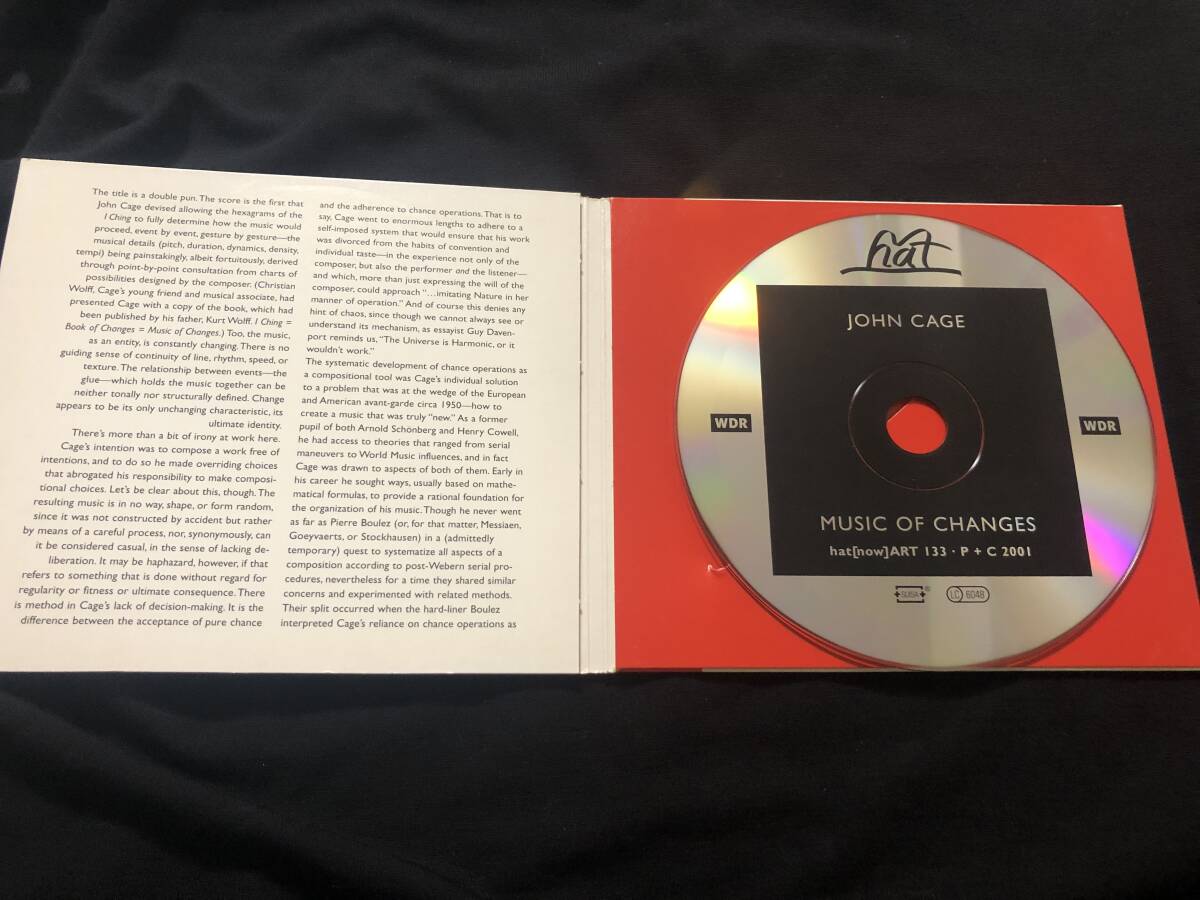 The title is a double pun. The score is the first that
John Cage devised allowing the hexagrams of the
I Ching to fully determine how the music would
proceed, event by event, gesture by gesture—the
musical details (pitch, duration, dynamics, density,
tempi) being painstakingly, albeit fortuitously, derived
through point-by-point consultation from charts of
possibilities designed by the composer. (Christian
Wolff, Cage's young friend and musical associate, had
presented Cage with a copy of the book, which had
been published by his father, Kurt Wolff. I Ching =
Book of Changes = Music of Changes.) Too, the music,
as an entity, is constantly changing. There is no
guiding sense of continuity of line, rhythm, speed, or
texture. The relationship between events—the
glue—which holds the music together can be
neither tonally nor structurally defined. Change
appears to be its only unchanging characteristic, its
ultimate identity.
There's more than a bit of irony at work here.
Cage's intention was to compose a work free of
intentions, and to do so he made overriding choices
that abrogated his responsibility to make composi-
tional choices. Let's be clear about this, though. The
resulting music is in no way, shape, or form random,
since it was not constructed by accident but rather
by means of a careful process, nor, synonymously, can
it be considered casual, in the sense of lacking de-
liberation. It may be haphazard, however, if that
refers to something that is done without regard for
regularity or fitness or ultimate consequence. There
is method in Cage's lack of decision-making. It is the
difference between the acceptance of pure chance
and the adherence to chance operations. That is to
say, Cage went to enormous lengths to adhere to a
self-imposed system that would ensure that his work
was divorced from the habits of convention and
individual taste—in the experience not only of the
composer, but also the performer and the listener—
and which, more than just expressing the will of the
composer, could approach "…imitating Nature in her
manner of operation." And of course this denies any
hint of chaos, since though we cannot always see or
understand its mechanism, as essayist Guy Daven-
port reminds us, "The Universe is Harmonic, or it
wouldn't work."
The systematic development of chance operations as
a compositional tool was Cage's individual solution
to a problem that was at the wedge of the European
and American avant-garde circa 1950—how to
create a music that was truly "new." As a former
pupil of both Arnold Schönberg and Henry Cowell,
he had access to theories that ranged from serial
maneuvers to World Music influences, and in fact
Cage was drawn to aspects of both of them. Early in
his career he sought ways, usually based on mathe-
matical formulas, to provide a rational foundation for
the organization of his music. Though he never went
as far as Pierre Boulez (or, for that matter, Messiaen,
Goeyvaerts, or Stockhausen) in a (admittedly
temporary) quest to systematize all aspects of a
composition according to post-Webern serial pro-
cedures, nevertheless for a time they shared similar
concerns and experimented with related methods.
Their split occurred when the hard-liner Boulez
interpreted Cage's reliance on chance operations as
hat
JOHN CAGE
WDR
WDR
MUSIC OF CHANGES
hat[now]ART 133 · P + C 2001
SUISA ®
LC 6048